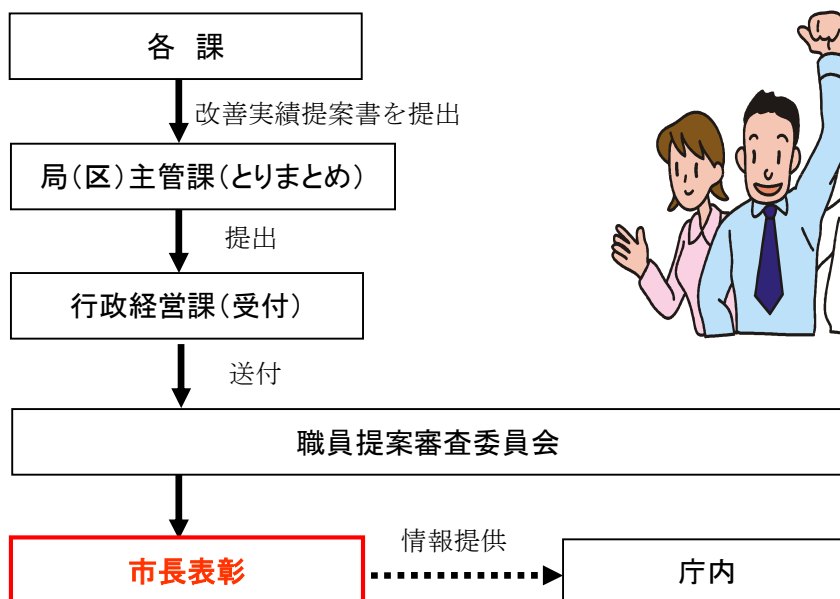 各 課
改善実績提案書を提出
局(区)主管課(とりまとめ)
提出
行政経営課(受付)
送付
職員提案審査委員会
情報提供
市長表彰
庁内